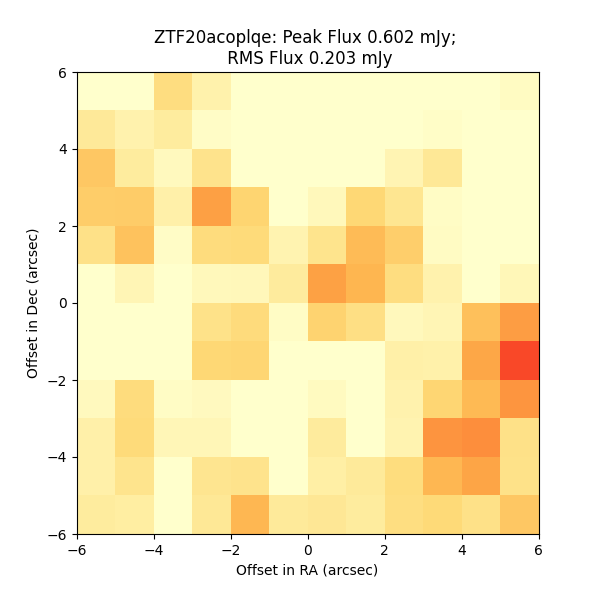 ZTF20acoplqe: Peak Flux 0.602 mJy;
RMS Flux 0.203 mJy
6
4
2
0
−2
−4
−6
Offset in Dec (arcsec)
−6 −4 −2 0 2 4 6
Offset in RA (arcsec)